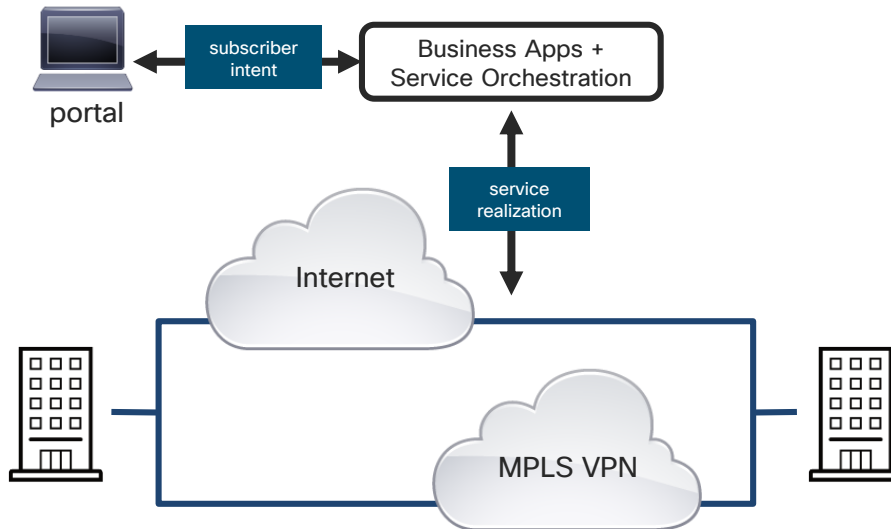 subscriber
intent
Business Apps +
Service Orchestration
portal
service
realization
Internet
MPLS VPN